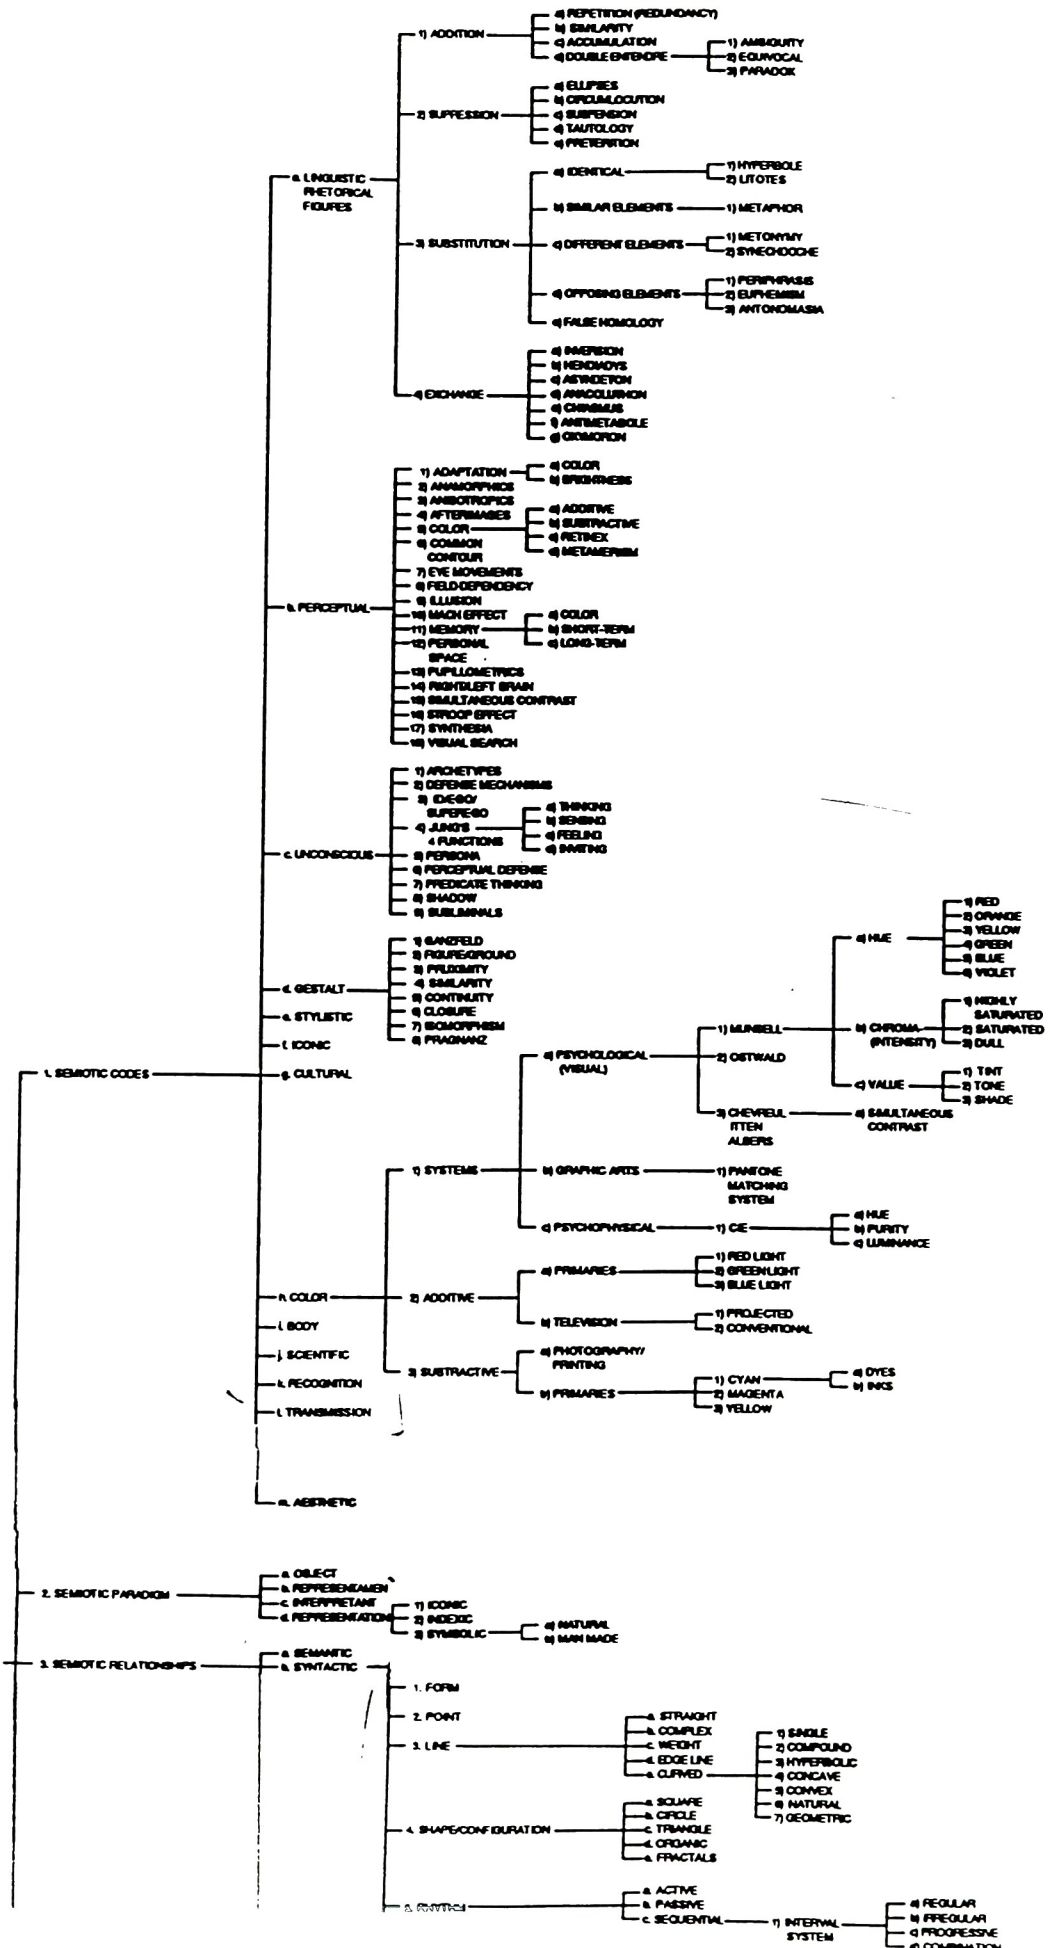 a) REPETITION (REDUNDANCY)
b) SIMILARITY
1) ADDITION
c) ACCUMULATION
1) AMBIGUITY
d) DOUBLE ENTENDRE
2) EQUIVOCAL
3) PARADOX
a) ELLIPSES
b) CIRCUMLOCUTION
2) SUPRESSION
c) SUSPENSION
d) TAUTOLOGY
e) PRETERITION
a) IDENTICAL
1) HYPERBOLE
2) LITOTES
a. LINGUISTIC
RHETORICAL
FIGURES
b) SIMILAR ELEMENTS
1) METAPHOR
3) SUBSTITUTION
c) DIFFERENT ELEMENTS
1) METONYMY
2) SYNECHDOCHE
d) OPPOSING ELEMENTS
1) PERIPHRASIS
2) EUPHEMISM
3) ANTONOMASIA
e) FALSE HOMOLOGY
a) INVERSION
b) HENDIADYS
c) ASYNDETON
4) EXCHANGE
d) ANACOLUTHON
e) CHIASMUS
f) ANTIMETABOLE
g) OXYMORON
1) ADAPTATION
a) COLOR
b) BRIGHTNESS
2) ANAMORPHICS
3) ANISOTROPICS
4) AFTERIMAGES
5) COLOR
a) ADDITIVE
b) SUBTRACTIVE
c) RETINEX
d) METAMERISM
6) COMMON
CONTOUR
7) EYE MOVEMENTS
8) FIELD DEPENDENCY
9) ILLUSION
b. PERCEPTUAL
10) MACH EFFECT
11) MEMORY
a) COLOR
b) SHORT-TERM
c) LONG-TERM
12) PERSONAL
SPACE
13) PUPILLOMETRICS
14) RIGHT/LEFT BRAIN
15) SIMULTANEOUS CONTRAST
16) STROOP EFFECT
17) SYNTHESIA
18) VISUAL SEARCH
1) ARCHETYPES
2) DEFENSE MECHANISMS
3) ID/EGO/
SUPEREGO
4) JUNG'S
4 FUNCTIONS
a) THINKING
b) SENSING
c) FEELING
d) INVITING
c. UNCONSCIOUS
5) PERSONA
6) PERCEPTUAL DEFENSE
7) PREDICATE THINKING
8) SHADOW
9) SUBLIMINALS
1) GANZFELD
2) FIGURE/GROUND
3) PROXIMITY
d. GESTALT
4) SIMILARITY
5) CONTINUITY
6) CLOSURE
7) ISOMORPHISM
8) PRAGNANZ
e. STYLISTIC
f. ICONIC
1. SEMIOTIC CODES
g. CULTURAL
a) PSYCHOLOGICAL
(VISUAL)
1) MUNSELL
a) HUE
1) RED
2) ORANGE
3) YELLOW
4) GREEN
5) BLUE
6) VIOLET
b) CHROMA
(INTENSITY)
1) HIGHLY
SATURATED
2) SATURATED
3) DULL
c) VALUE
1) TINT
2) TONE
3) SHADE
2) OSTWALD
3) CHEVREUL
ITTEN
ALBERS
a) SIMULTANEOUS
CONTRAST
1) SYSTEMS
b) GRAPHIC ARTS
1) PANTONE
MATCHING
SYSTEM
c) PSYCHOPHYSICAL
1) CIE
a) HUE
b) PURITY
c) LUMINANCE
h. COLOR
2) ADDITIVE
a) PRIMARIES
1) RED LIGHT
2) GREEN LIGHT
3) BLUE LIGHT
b) TELEVISION
1) PROJECTED
2) CONVENTIONAL
i. BODY
j. SCIENTIFIC
3) SUBTRACTIVE
a) PHOTOGRAPHY/
PRINTING
b) PRIMARIES
1) CYAN
a) DYES
b) INKS
2) MAGENTA
3) YELLOW
k. RECOGNITION
l. TRANSMISSION
m. AESTHETIC
2. SEMIOTIC PARADIGM
a. OBJECT
b. REPRESENTAMEN
c. INTERPRETANT
d. REPRESENTATION
1) ICONIC
2) INDEXIC
3) SYMBOLIC
a) NATURAL
b) MAN MADE
3. SEMIOTIC RELATIONSHIPS
a. SEMANTIC
b. SYNTACTIC
1. FORM
2. POINT
3. LINE
a. STRAIGHT
b. COMPLEX
c. WEIGHT
d. EDGE LINE
e. CURVED
1) SINGLE
2) COMPOUND
3) HYPERBOLIC
4) CONCAVE
5) CONVEX
6) NATURAL
7) GEOMETRIC
4. SHAPE/CONFIGURATION
a. SQUARE
b. CIRCLE
c. TRIANGLE
d. ORGANIC
e. FRACTALS
5. RHYTHM
a. ACTIVE
b. PASSIVE
c. SEQUENTIAL
1) INTERVAL
SYSTEM
a) REGULAR
b) IRREGULAR
c) PROGRESSIVE
d) COMBINATION